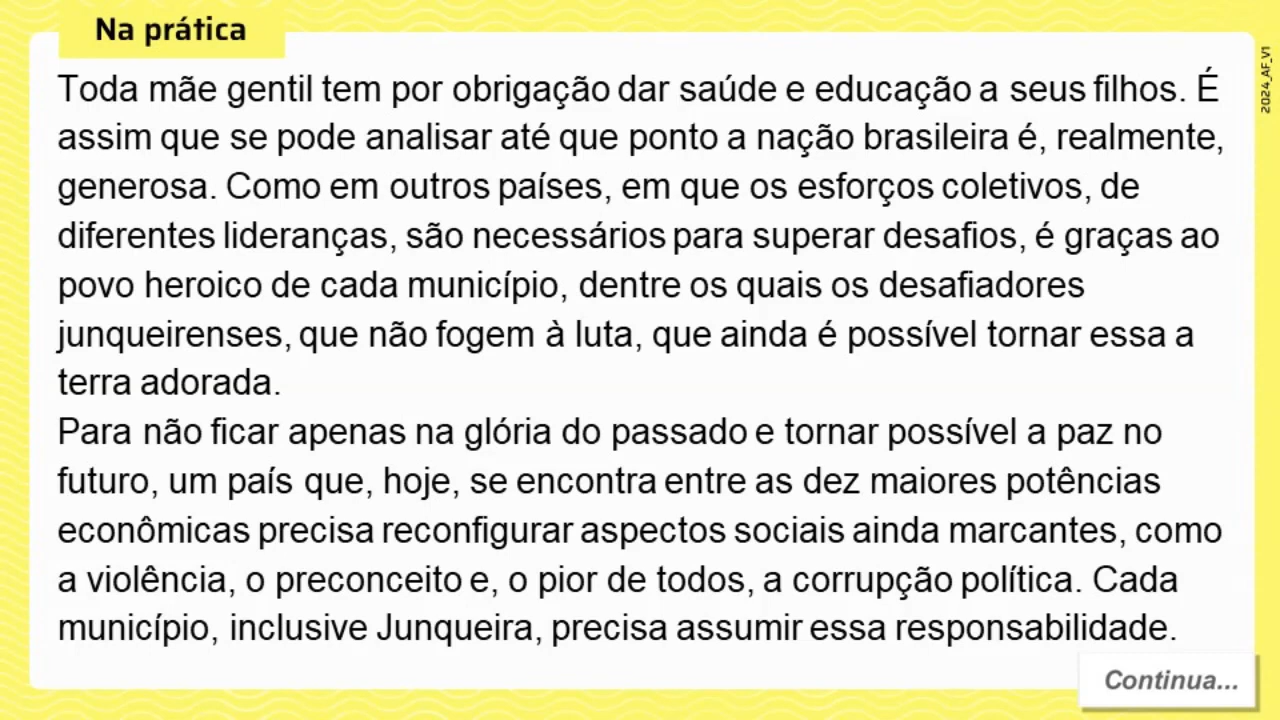 Na prática
2024_AF_V1
Toda mãe gentil tem por obrigação dar saúde e educação a seus filhos. É
assim que se pode analisar até que ponto a nação brasileira é, realmente,
generosa. Como em outros países, em que os esforços coletivos, de
diferentes lideranças, são necessários para superar desafios, é graças ao
povo heroico de cada município, dentre os quais os desafiadores
junqueirenses, que não fogem à luta, que ainda é possível tornar essa a
terra adorada.
Para não ficar apenas na glória do passado e tornar possível a paz no
futuro, um país que, hoje, se encontra entre as dez maiores potências
econômicas precisa reconfigurar aspectos sociais ainda marcantes, como
a violência, o preconceito e, o pior de todos, a corrupção política. Cada
município, inclusive Junqueira, precisa assumir essa responsabilidade.
Continua...